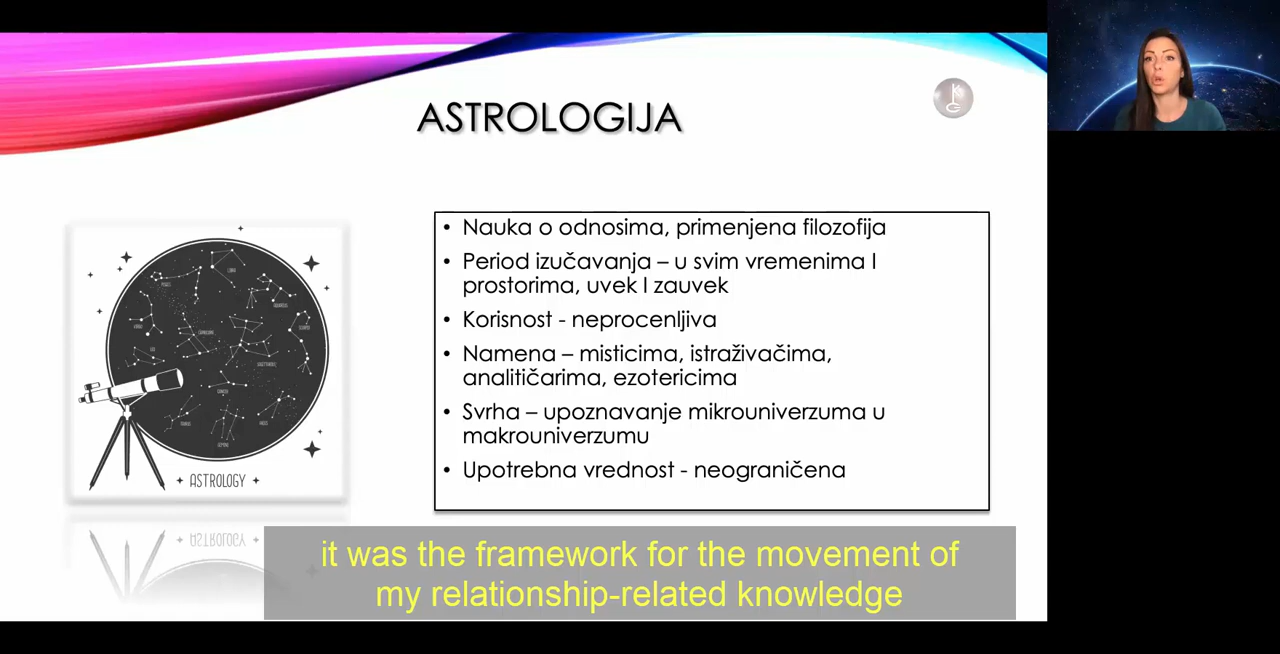 ASTROLOGIJA
• Nauka o odnosima, primenjena filozofija
• Period izučavanja – u svim vremenima I
prostorima, uvek I zauvek
• Korisnost - neprocenljiva
• Namena – misticima, istraživačima,
analitičarima, ezotericima
• Svrha – upoznavanje mikrouniverzuma u
makrouniverzumu
• Upotrebna vrednost - neograničena
ASTROLOGY
it was the framework for the movement of
my relationship-related knowledge